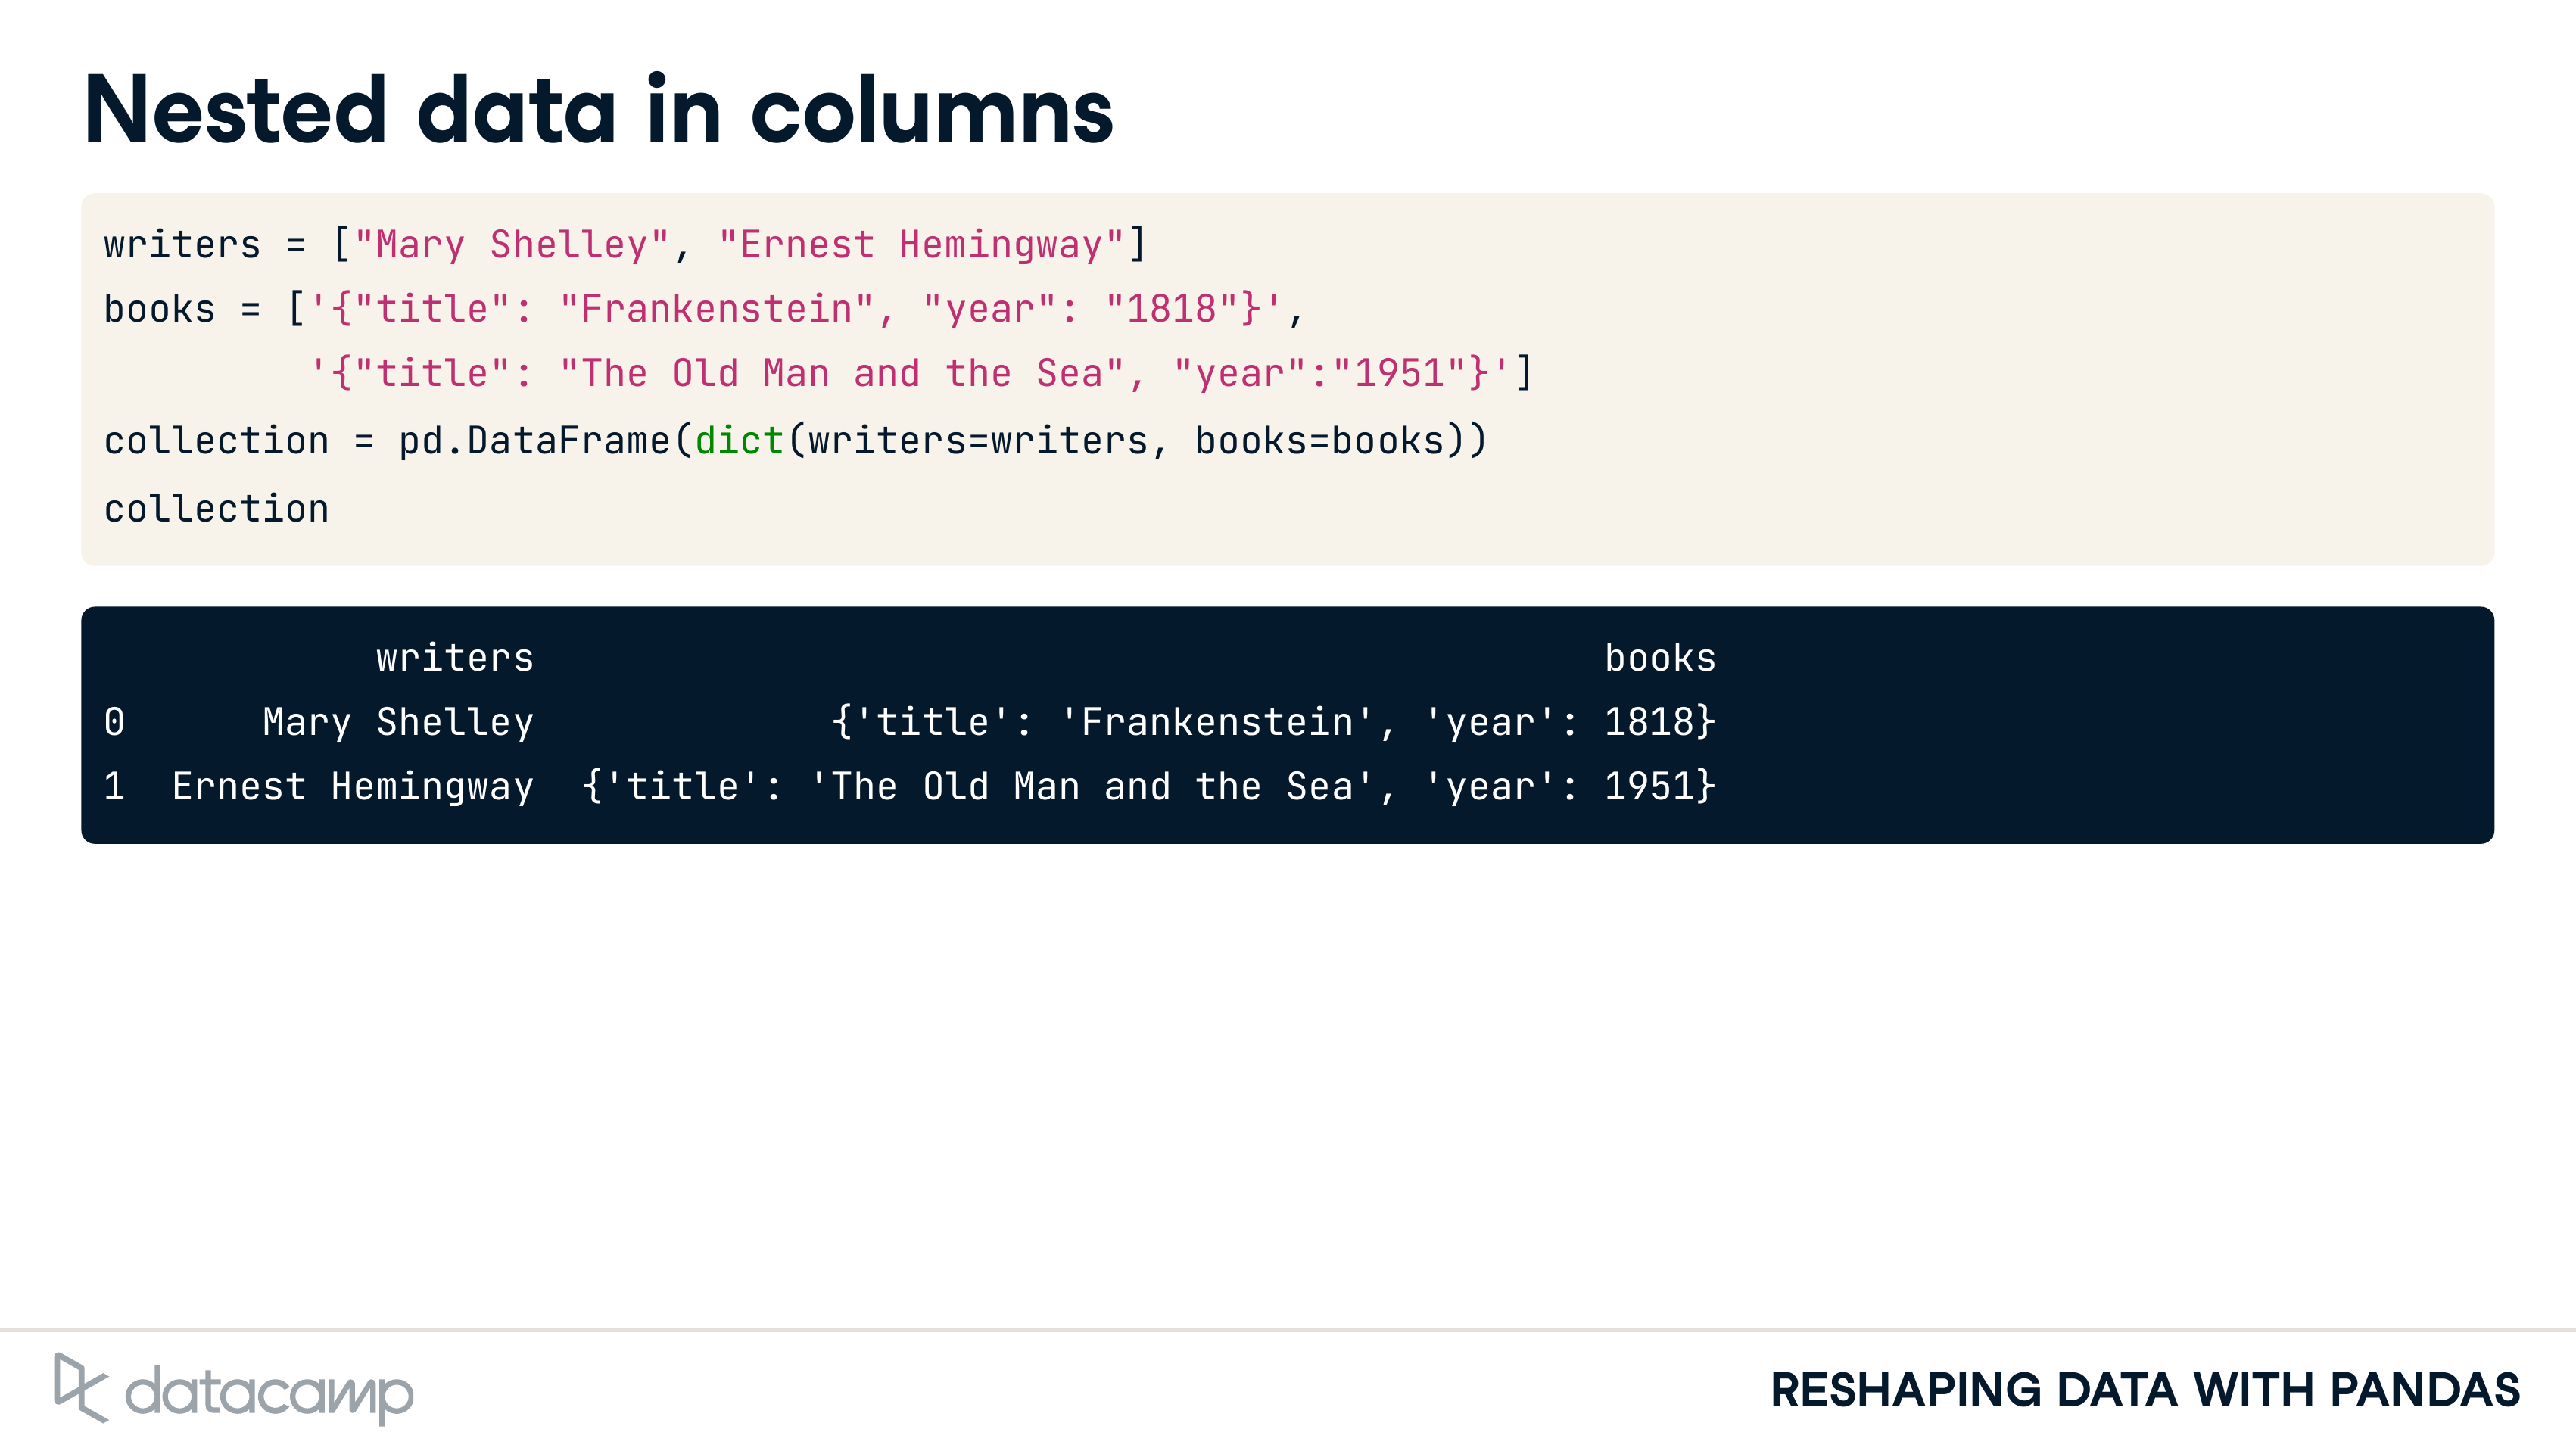 Nested data in columns
writers = ["Mary Shelley", "Ernest Hemingway"]
books = ['{"title": "Frankenstein", "year": "1818"}',
         '{"title": "The Old Man and the Sea", "year":"1951"}']
collection = pd.DataFrame(dict(writers=writers, books=books))
collection
            writers                                               books
0      Mary Shelley             {'title': 'Frankenstein', 'year': 1818}
1  Ernest Hemingway  {'title': 'The Old Man and the Sea', 'year': 1951}
datacamp
RESHAPING DATA WITH PANDAS